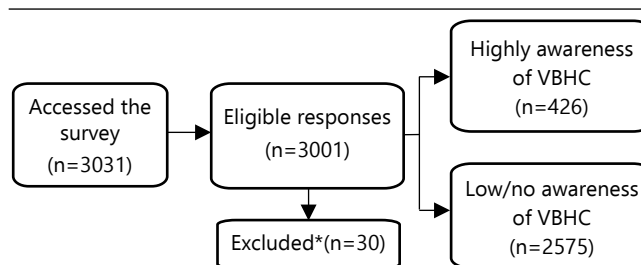 Accessed the
survey
(n=3031)
Eligible responses
(n=3001)
Excluded*(n=30)
Highly awareness
of VBHC
(n=426)
Low/no awareness
of VBHC
(n=2575)